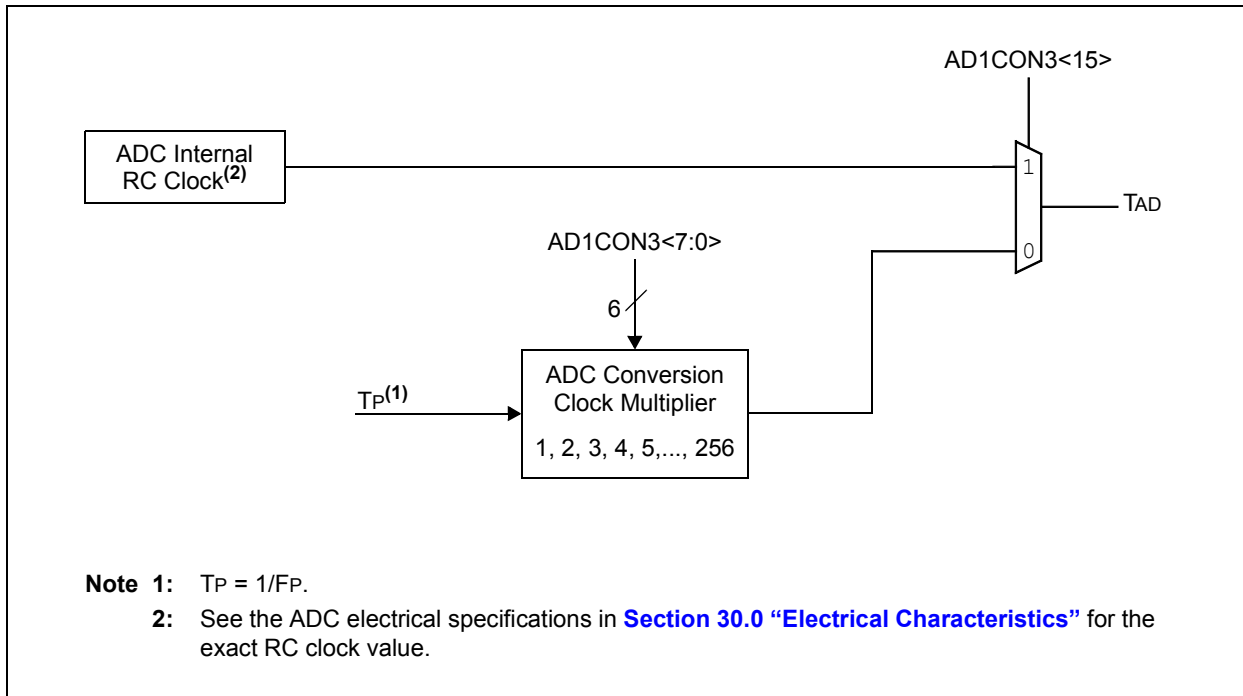 AD1CON3<15>
ADC Internal
RC Clock(2)
1
TAD
AD1CON3<7:0>
0
6
ADC Conversion
Clock Multiplier
TP(1)
1, 2, 3, 4, 5,..., 256
Note 1: TP = 1/FP.
2: See the ADC electrical specifications in Section 30.0 “Electrical Characteristics” for the
exact RC clock value.